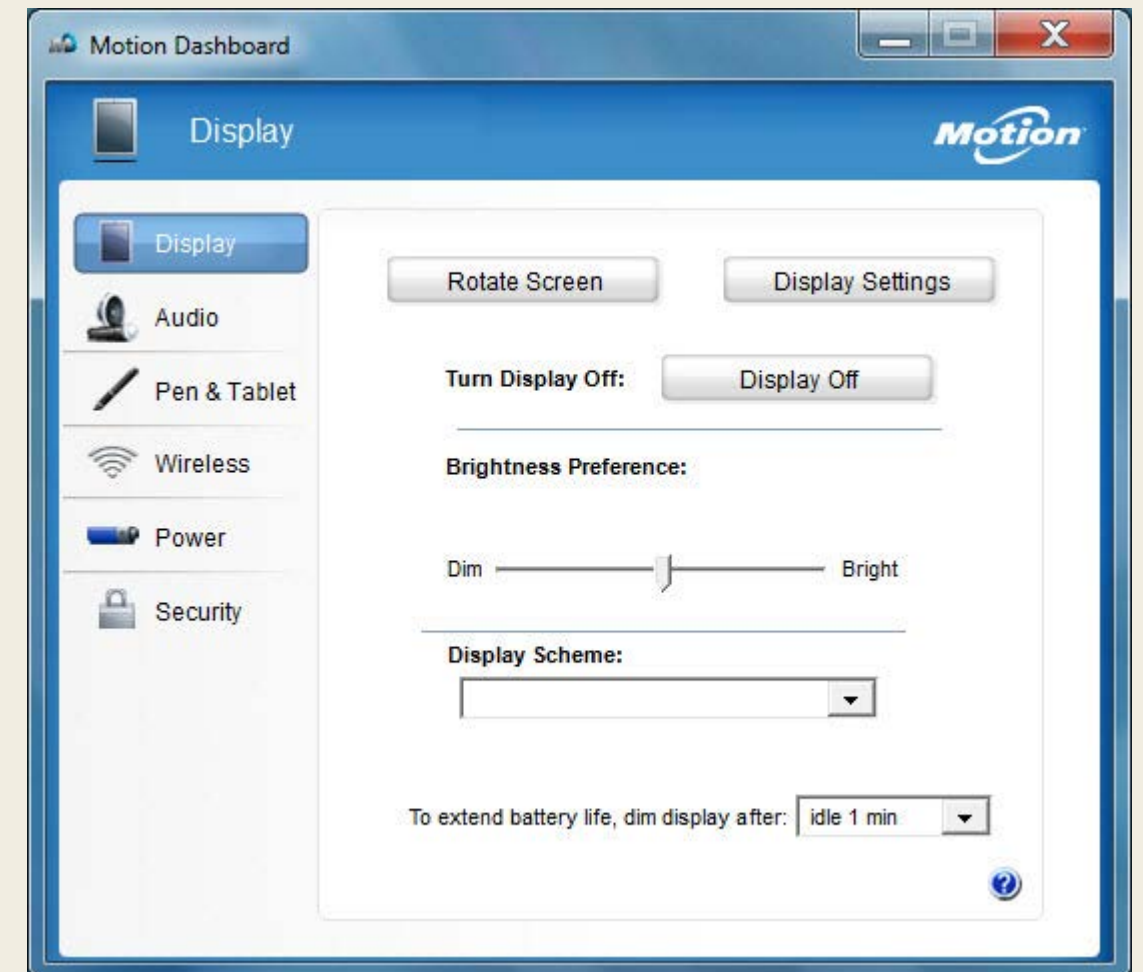 Motion Dashboard
Display
Motion
Display
Audio
Pen & Tablet
Wireless
Power
Security
Rotate Screen
Display Settings
Turn Display Off:
Display Off
Brightness Preference:
Dim
Bright
Display Scheme:
To extend battery life, dim display after:
idle 1 min
?